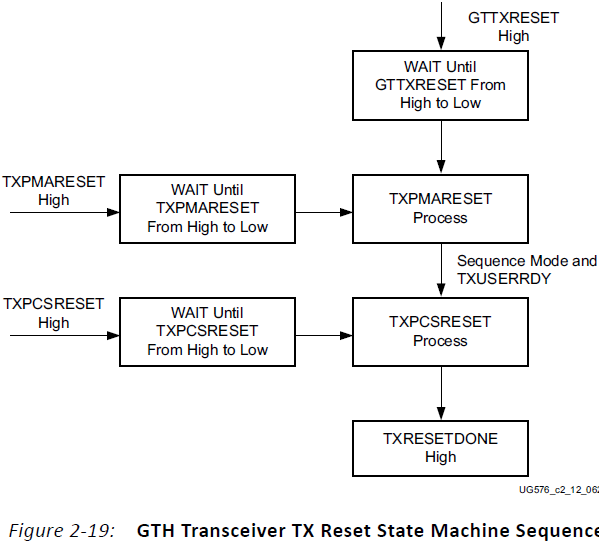 GTTXRESET
High
WAIT Until
GTTXRESET From
High to Low
TXPMARESET
High
WAIT Until
TXPMARESET
From High to Low
TXPMARESET
Process
Sequence Mode and
TXUSERRDY
TXPCSRESET
High
WAIT Until
TXPCSRESET
From High to Low
TXPCSRESET
Process
TXRESETDONE
High
UG576_c2_12_062
Figure 2-19: GTH Transceiver TX Reset State Machine Sequence